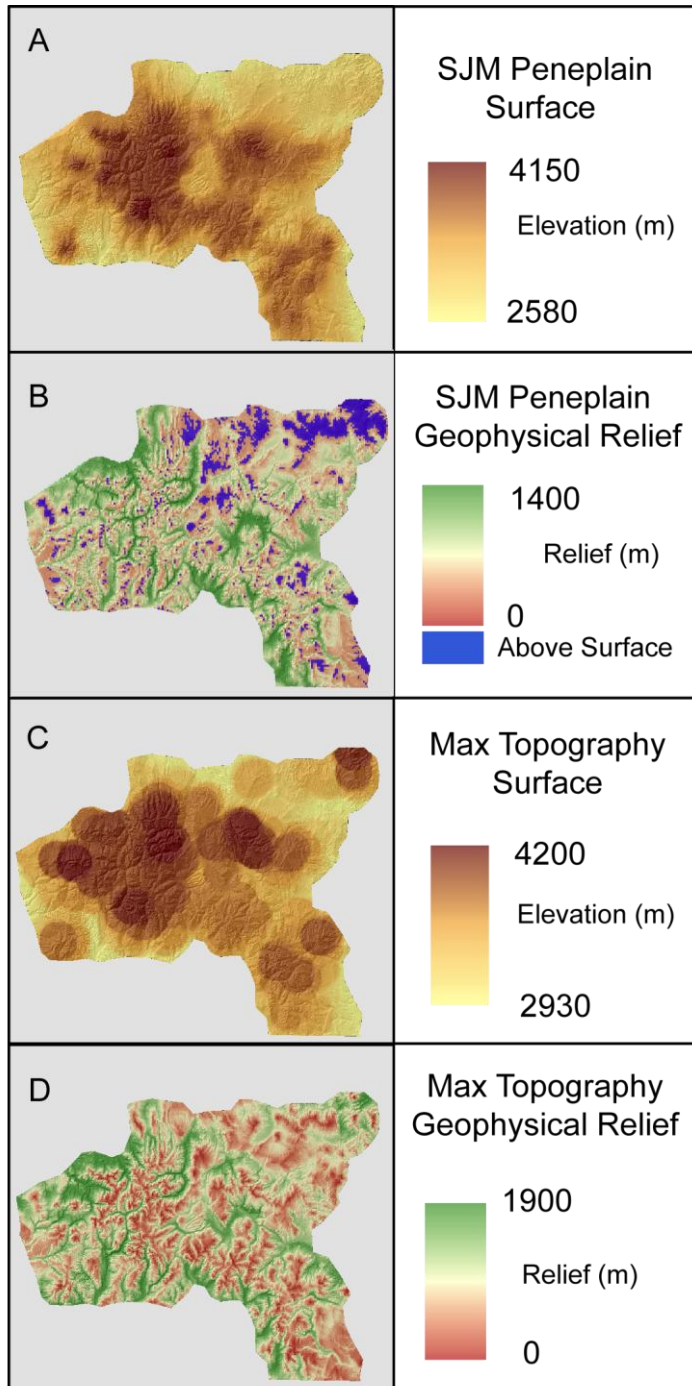 A
SJM Peneplain
Surface
4150
Elevation (m)
2580
B
SJM Peneplain
Geophysical Relief
1400
Relief (m)
0
Above Surface
C
Max Topography
Surface
4200
Elevation (m)
2930
D
Max Topography
Geophysical Relief
1900
Relief (m)
0